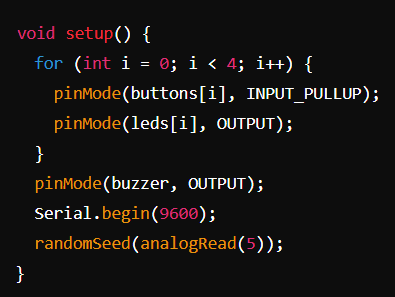 void setup() {
  for (int i = 0; i < 4; i++) {
    pinMode(buttons[i], INPUT_PULLUP);
    pinMode(leds[i], OUTPUT);
  }
  pinMode(buzzer, OUTPUT);
  Serial.begin(9600);
  randomSeed(analogRead(5));
}